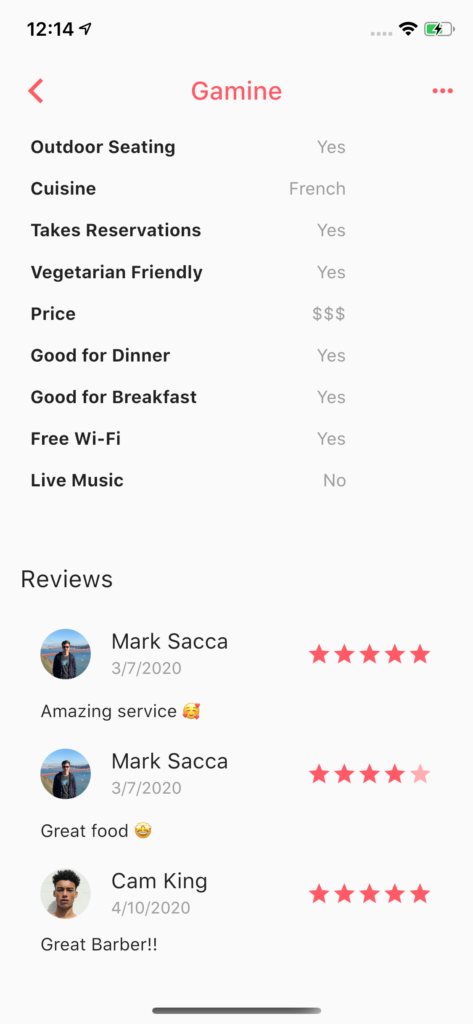 12:14
Gamine
Outdoor Seating Yes
Cuisine French
Takes Reservations Yes
Vegetarian Friendly Yes
Price $$$
Good for Dinner Yes
Good for Breakfast Yes
Free Wi-Fi Yes
Live Music No
Reviews
Mark Sacca
3/7/2020
Amazing service 🥰
Mark Sacca
3/7/2020
Great food 🤩
Cam King
4/10/2020
Great Barber!!